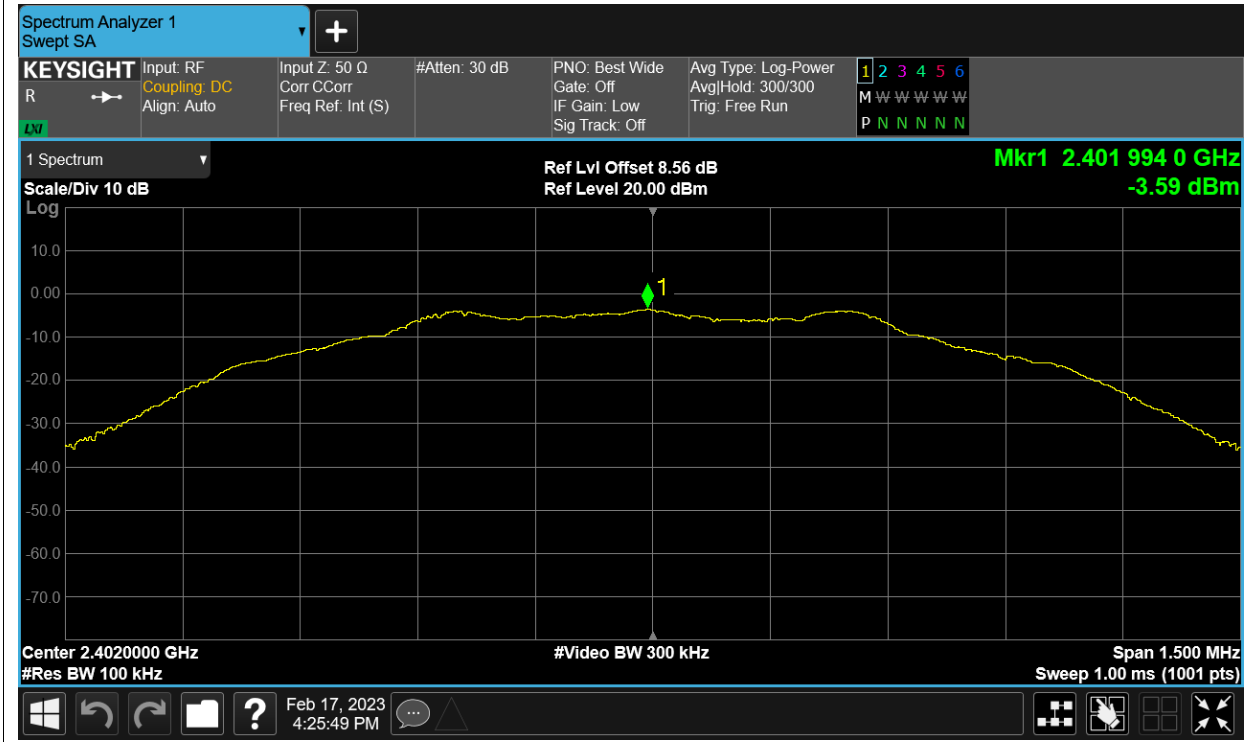 Spectrum Analyzer 1
Swept SA
KEYSIGHT
R
LXI
Input: RF
Coupling: DC
Align: Auto
Input Z: 50 Ω
Corr CCorr
Freq Ref: Int (S)
#Atten: 30 dB
PNO: Best Wide
Gate: Off
IF Gain: Low
Sig Track: Off
Avg Type: Log-Power
Avg|Hold: 300/300
Trig: Free Run
1 2 3 4 5 6
M W W W W W
P N N N N N
1 Spectrum
Scale/Div 10 dB
Ref Lvl Offset 8.56 dB
Ref Level 20.00 dBm
Mkr1 2.401 994 0 GHz
-3.59 dBm
Log
10.0
0.00
-10.0
-20.0
-30.0
-40.0
-50.0
-60.0
-70.0
1
Center 2.4020000 GHz
#Video BW 300 kHz
Span 1.500 MHz
#Res BW 100 kHz
Sweep 1.00 ms (1001 pts)
?
Feb 17, 2023
4:25:49 PM